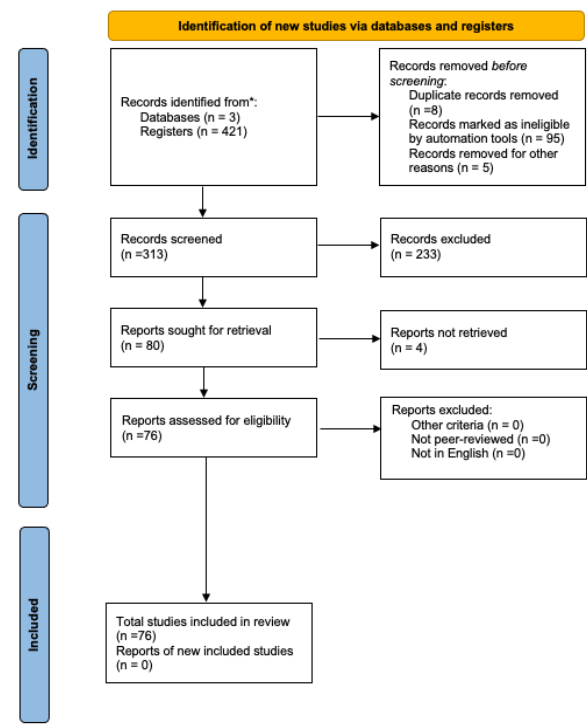 Identification of new studies via databases and registers
Identification
Records identified from*:
Databases (n = 3)
Registers (n = 421)
Records removed before
screening:
Duplicate records removed
(n =8)
Records marked as ineligible
by automation tools (n = 95)
Records removed for other
reasons (n = 5)
Screening
Records screened
(n =313)
Records excluded
(n = 233)
Reports sought for retrieval
(n = 80)
Reports not retrieved
(n = 4)
Reports assessed for eligibility
(n =76)
Reports excluded:
Other criteria (n = 0)
Not peer-reviewed (n =0)
Not in English (n =0)
Included
Total studies included in review
(n =76)
Reports of new included studies
(n = 0)